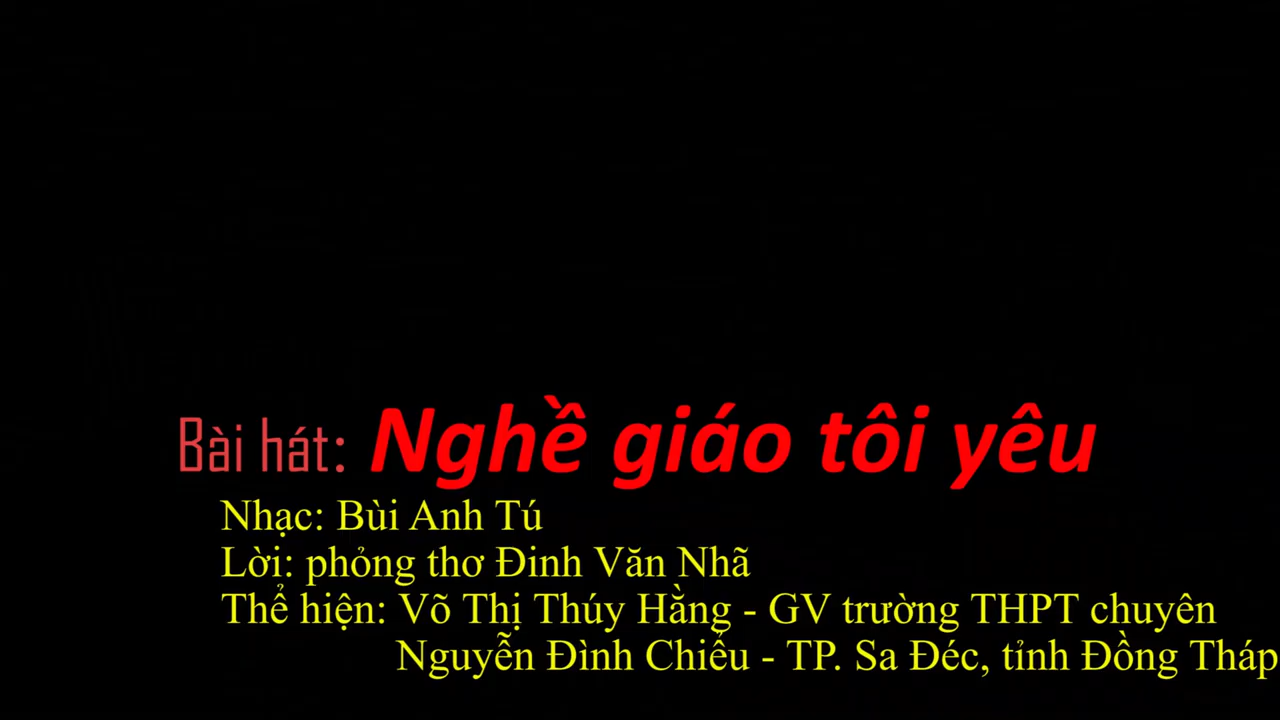 Bài hát: Nghề giáo tôi yêu
Nhạc: Bùi Anh Tú
Lời: phỏng thơ Đinh Văn Nhã
Thể hiện: Võ Thị Thúy Hằng - GV trường THPT chuyên
Nguyễn Đình Chiểu - TP. Sa Đéc, tỉnh Đồng Tháp